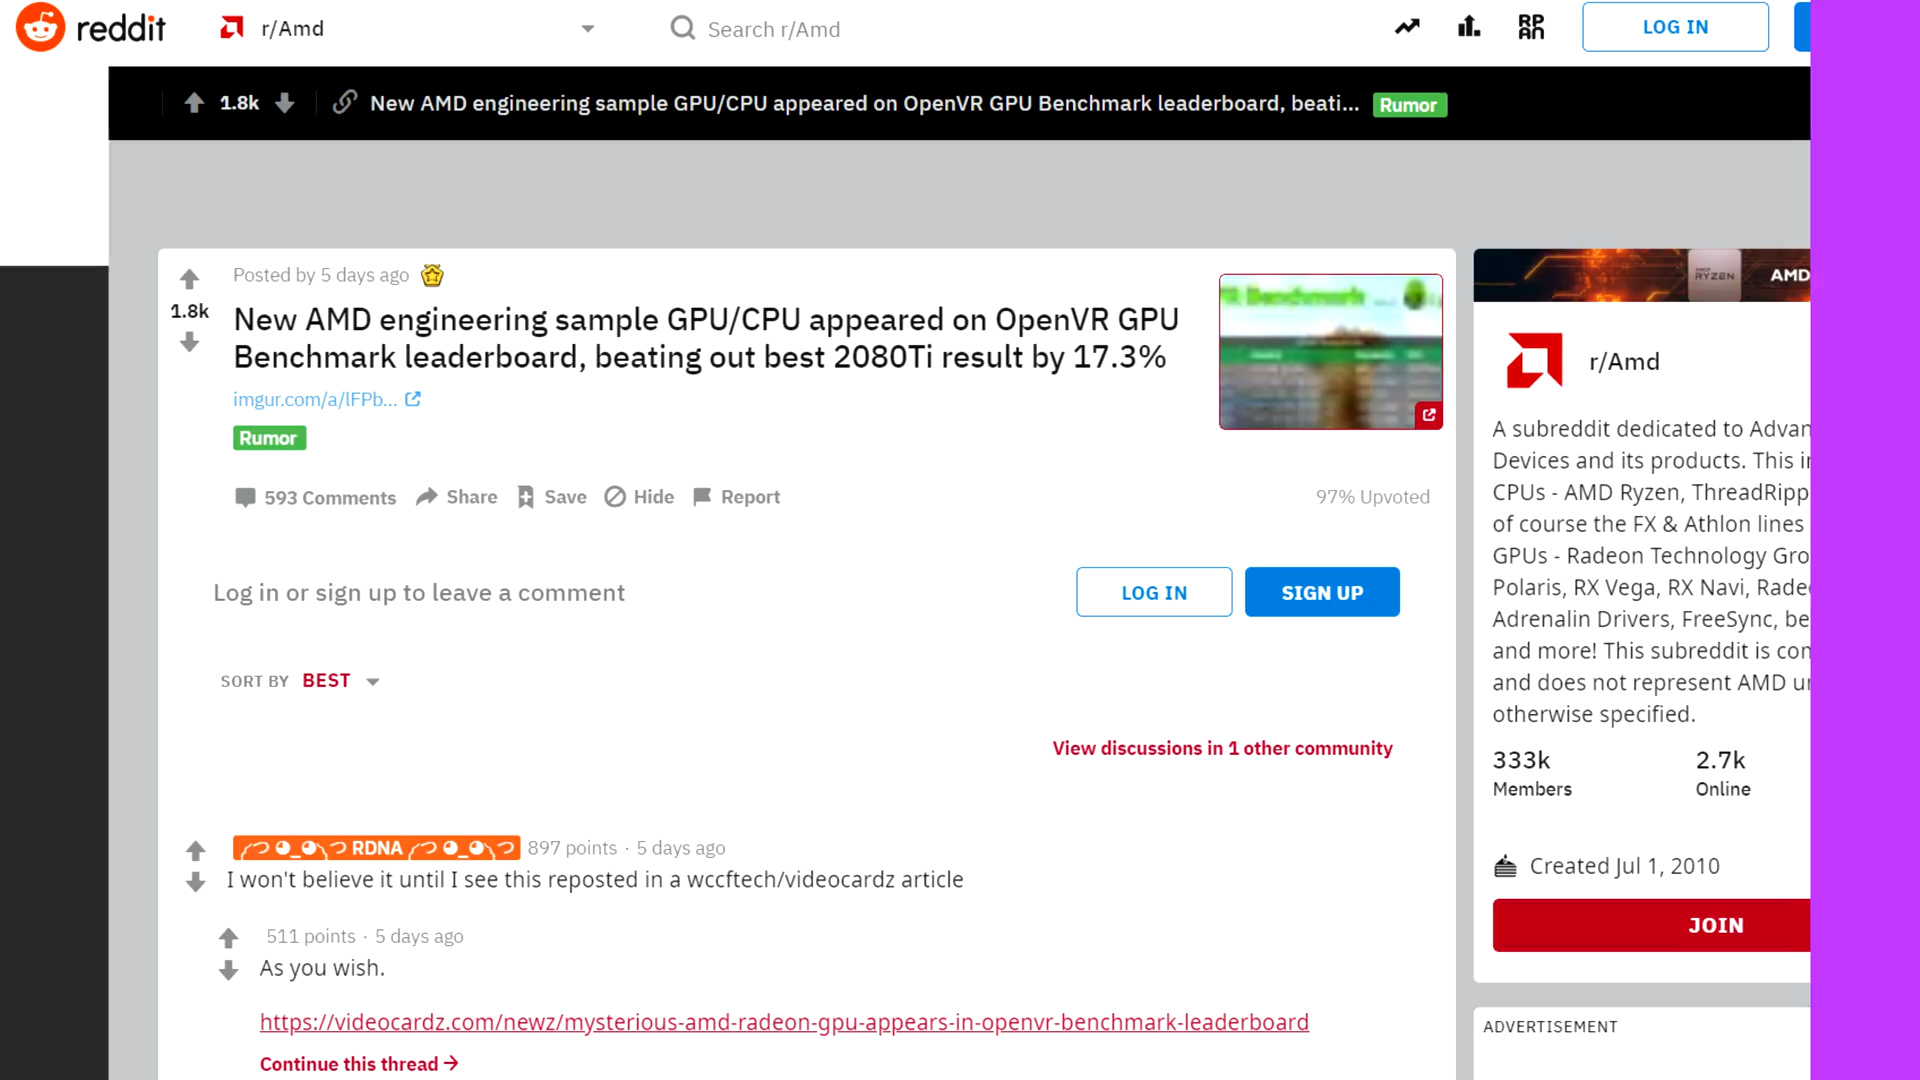 reddit
r/Amd
Search r/Amd
RPAN
LOG IN
1.8k
New AMD engineering sample GPU/CPU appeared on OpenVR GPU Benchmark leaderboard, beati...
Rumor
Posted by 5 days ago
1.8k
New AMD engineering sample GPU/CPU appeared on OpenVR GPU
Benchmark leaderboard, beating out best 2080Ti result by 17.3%
imgur.com/a/lFPb...
Rumor
593 Comments
Share
Save
Hide
Report
97% Upvoted
Log in or sign up to leave a comment
LOG IN
SIGN UP
SORT BY BEST
View discussions in 1 other community
RDNA
897 points · 5 days ago
I won't believe it until I see this reposted in a wccftech/videocardz article
511 points · 5 days ago
As you wish.
https://videocardz.com/newz/mysterious-amd-radeon-gpu-appears-in-openvr-benchmark-leaderboard
Continue this thread →
RYZEN
AMD
r/Amd
A subreddit dedicated to Advan
Devices and its products. This i
CPUs - AMD Ryzen, ThreadRipp
of course the FX & Athlon lines
GPUs - Radeon Technology Gro
Polaris, RX Vega, RX Navi, Rade
Adrenalin Drivers, FreeSync, be
and more! This subreddit is con
and does not represent AMD u
otherwise specified.
333k
Members
2.7k
Online
Created Jul 1, 2010
JOIN
ADVERTISEMENT